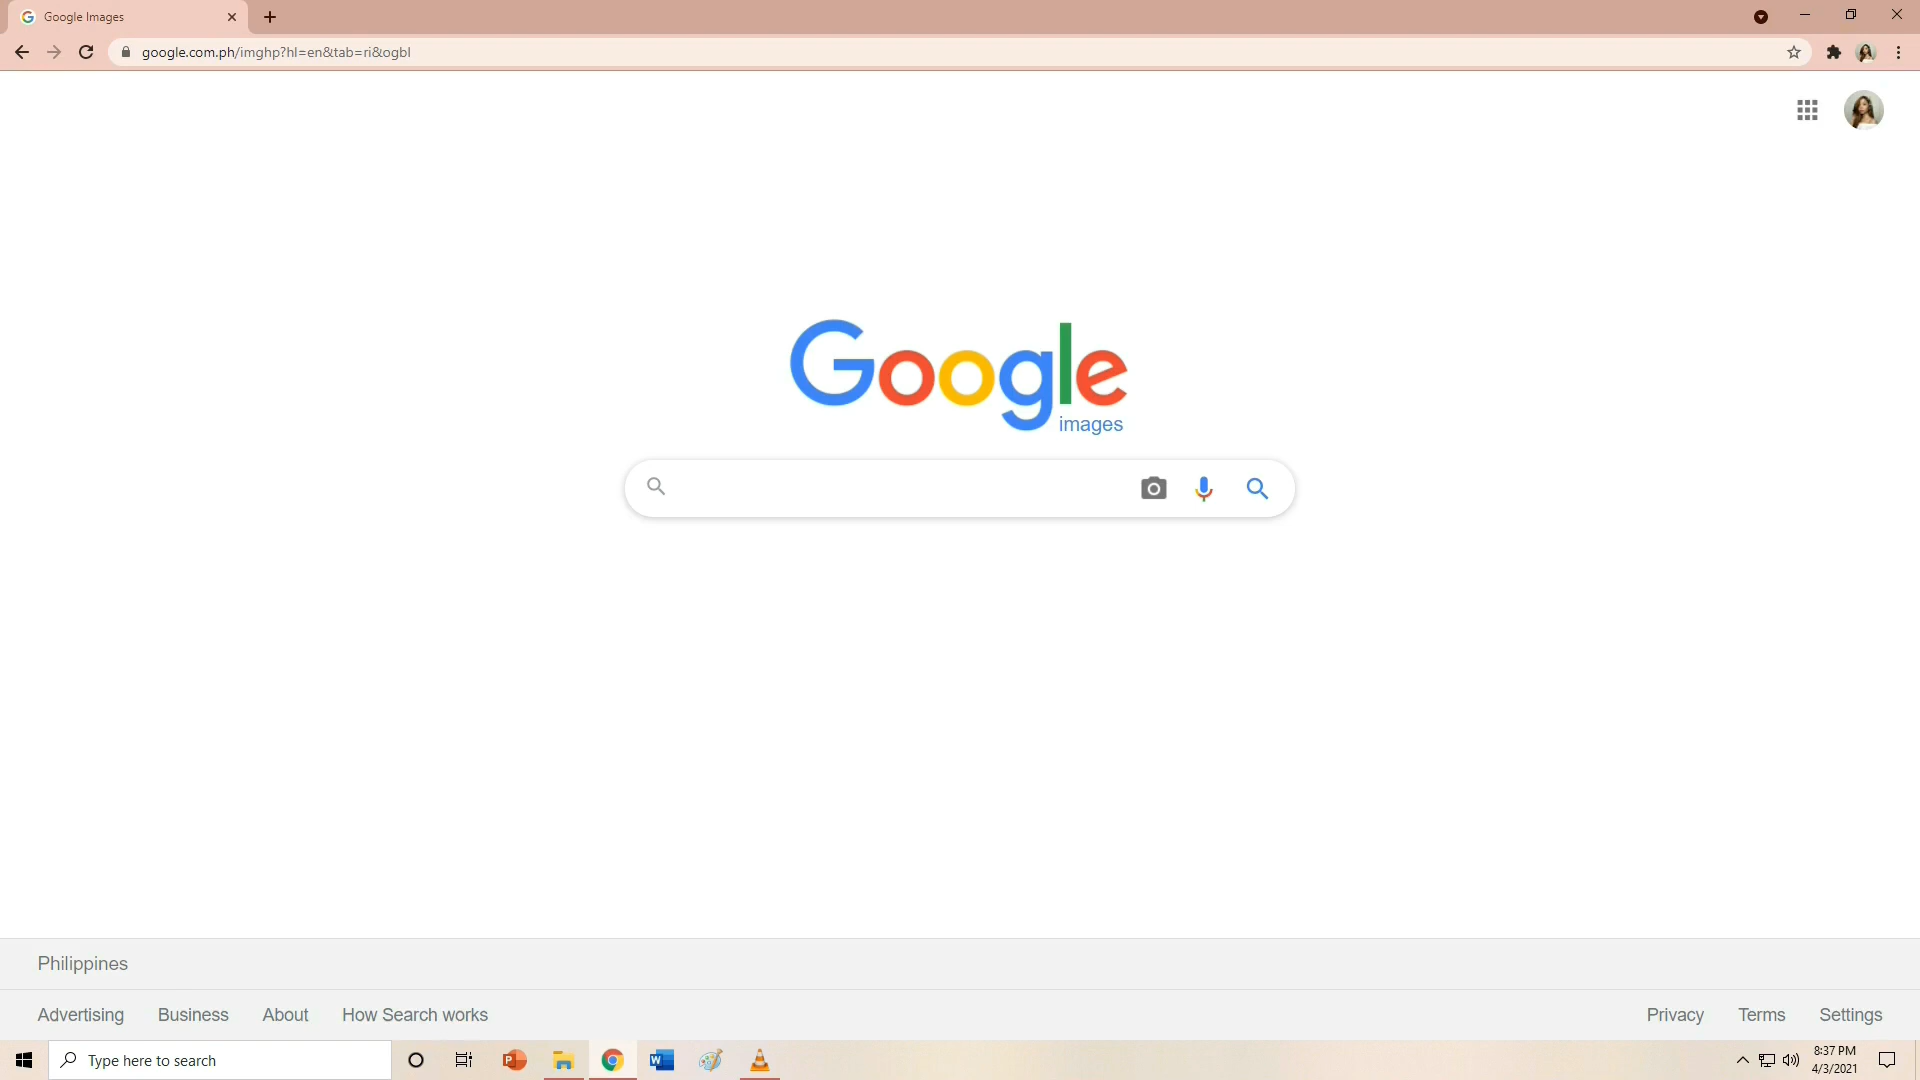 Google Images
google.com.ph/imghp?hl=en&tab=ri&ogbl
Google
images
Philippines
Advertising Business About How Search works Privacy Terms Settings
Type here to search
8:37 PM
4/3/2021